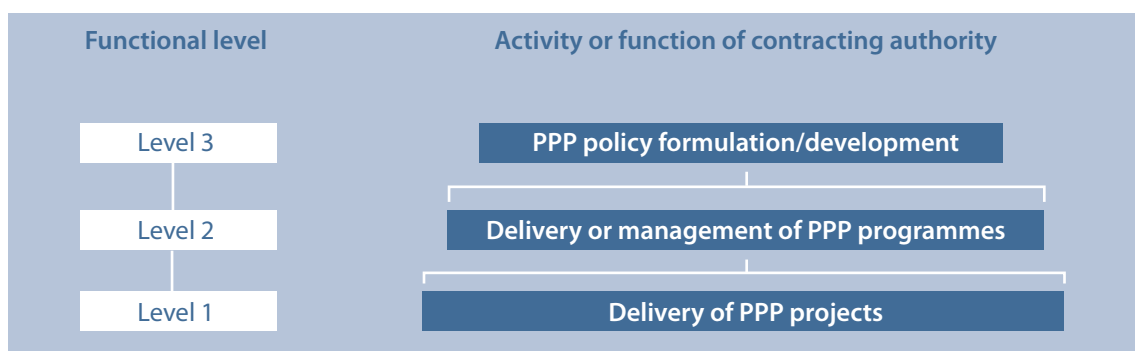 Functional level
Activity or function of contracting authority
Level 3
PPP policy formulation/development
Level 2
Delivery or management of PPP programmes
Level 1
Delivery of PPP projects